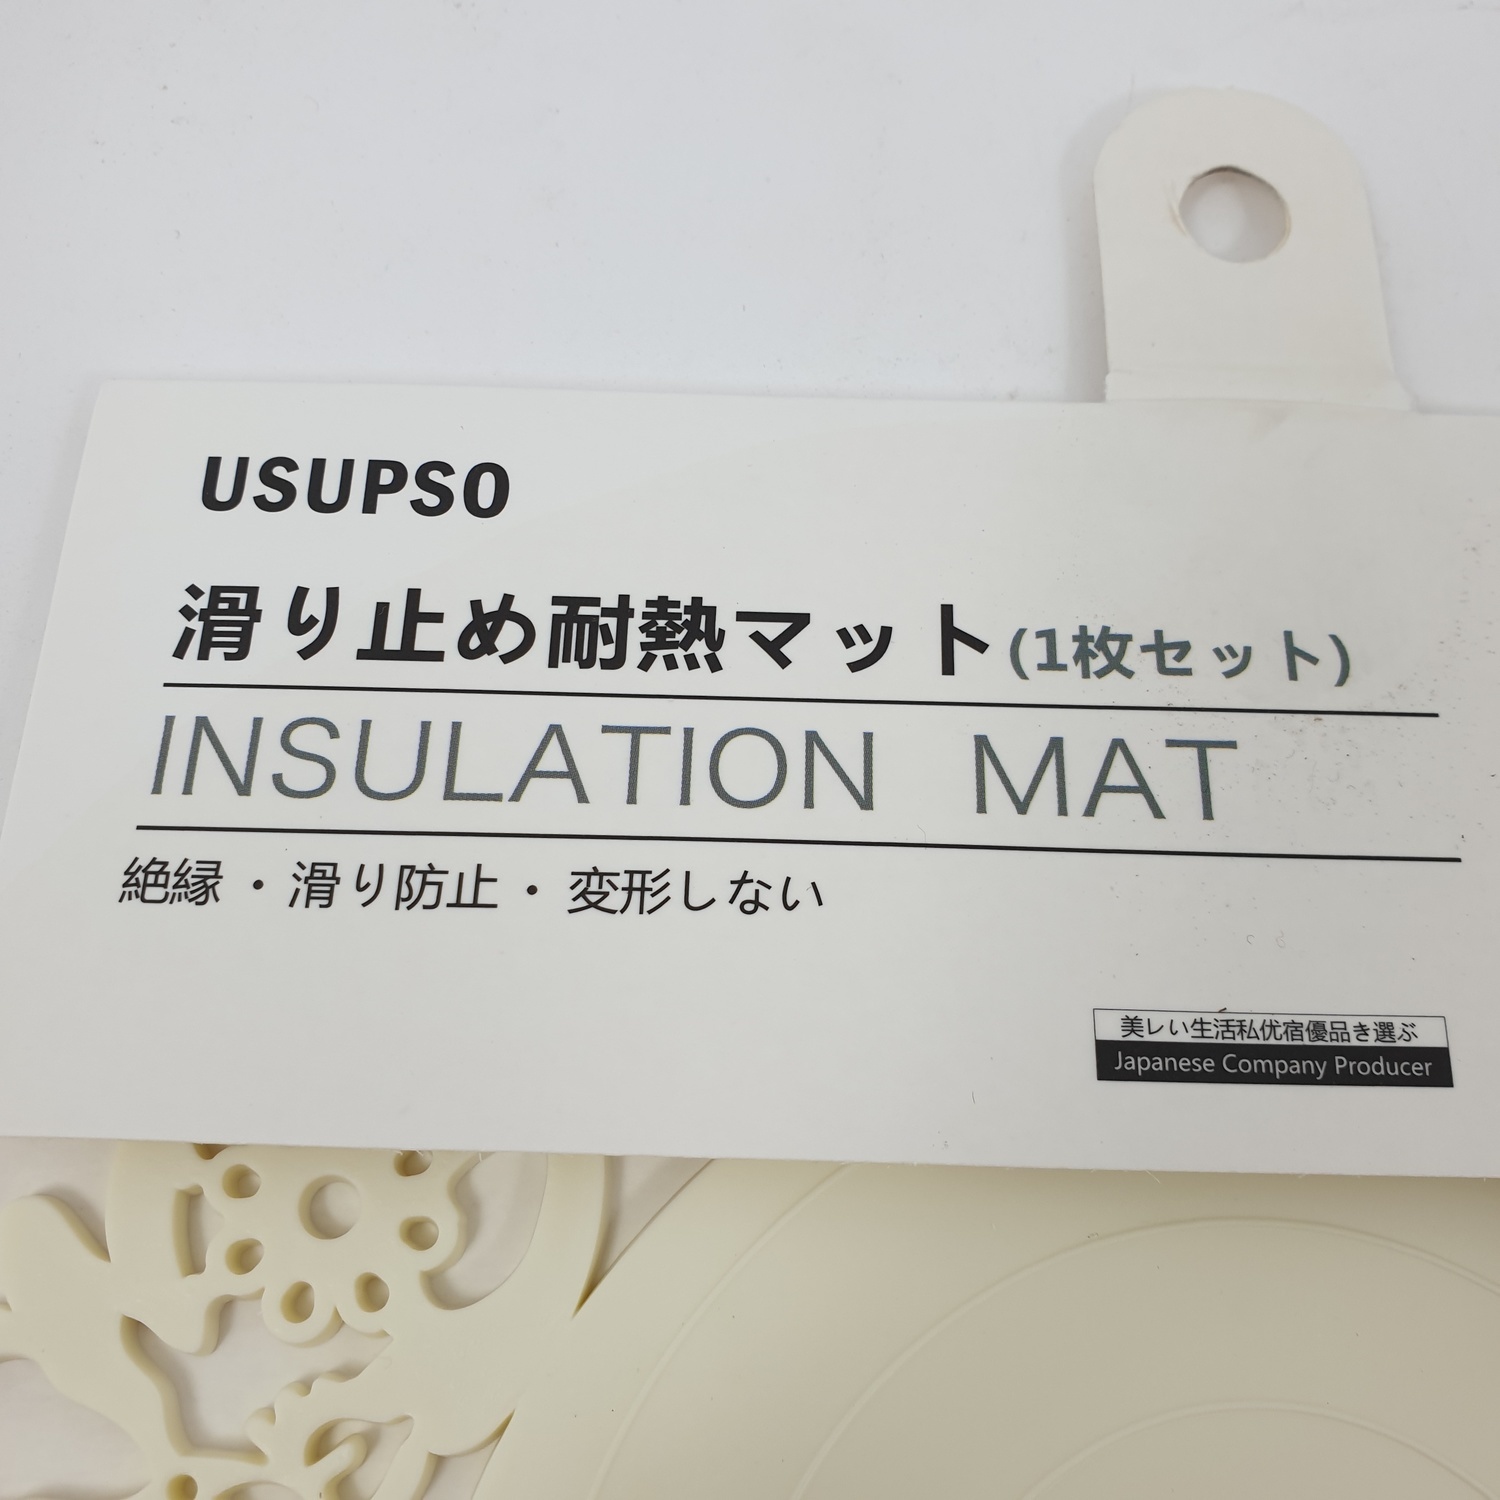 USUPSO
滑り止め耐熱マット(1枚セット)
INSULATION MAT
絶縁・滑り防止・変形しない
美レい生活私优宿優品き選ぶ
Japanese Company Producer